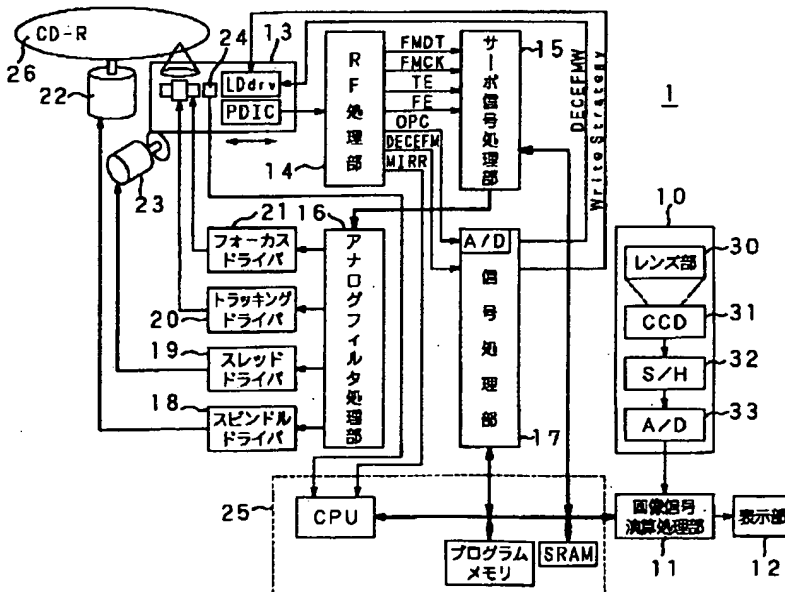 CD-R
26
22
23
24
13
LDdrv
PDIC
RF処理部
14
FMDT
FMCK
TE
FE
OPC
DECEFM
MIRR
サーボ信号処理部
15
DECEFMW
WriteStrategy
1
21
フォーカス
ドライバ
トラッキング
ドライバ
20
19
スレッド
ドライバ
18
スピンドル
ドライバ
16
アナログフィルタ処理部
A/D
信号処理部
17
10
30
レンズ部
CCD
31
S/H
32
A/D
33
25
CPU
プログラム
メモリ
SRAM
画像信号
演算処理部
11
表示部
12